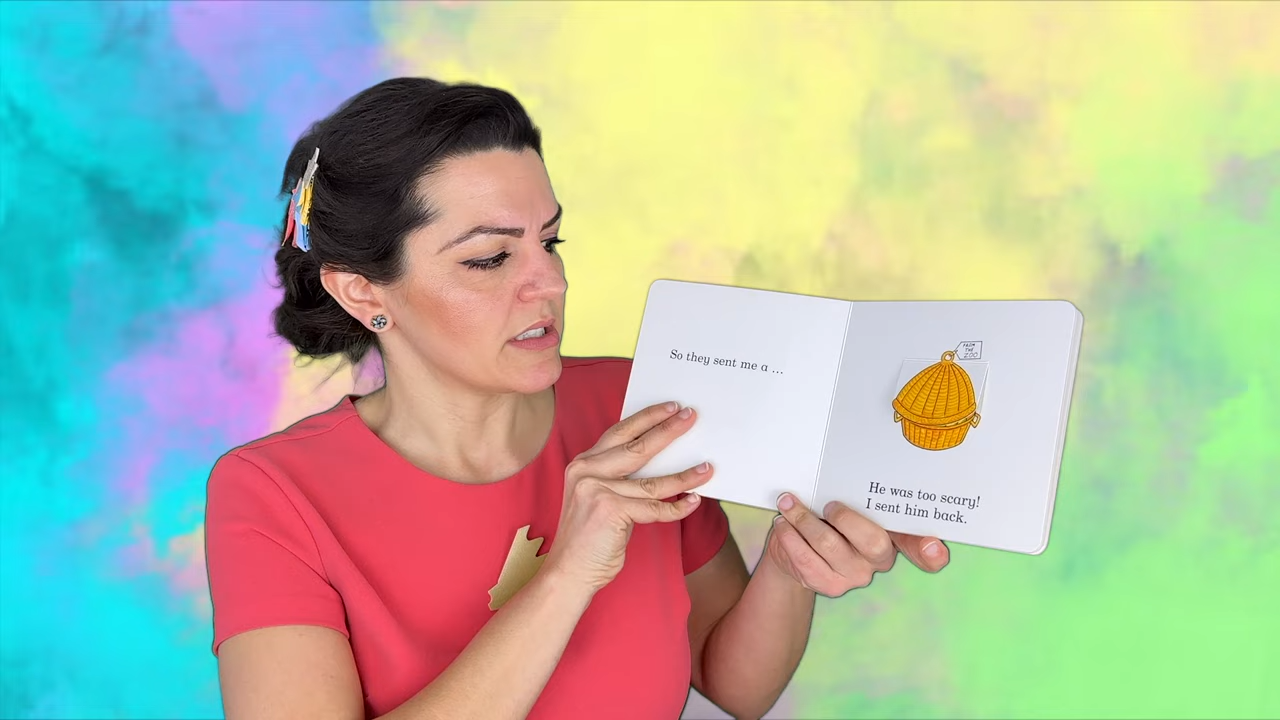 So they sent me a ...
FROM
THE
ZOO
He was too scary!
I sent him back.